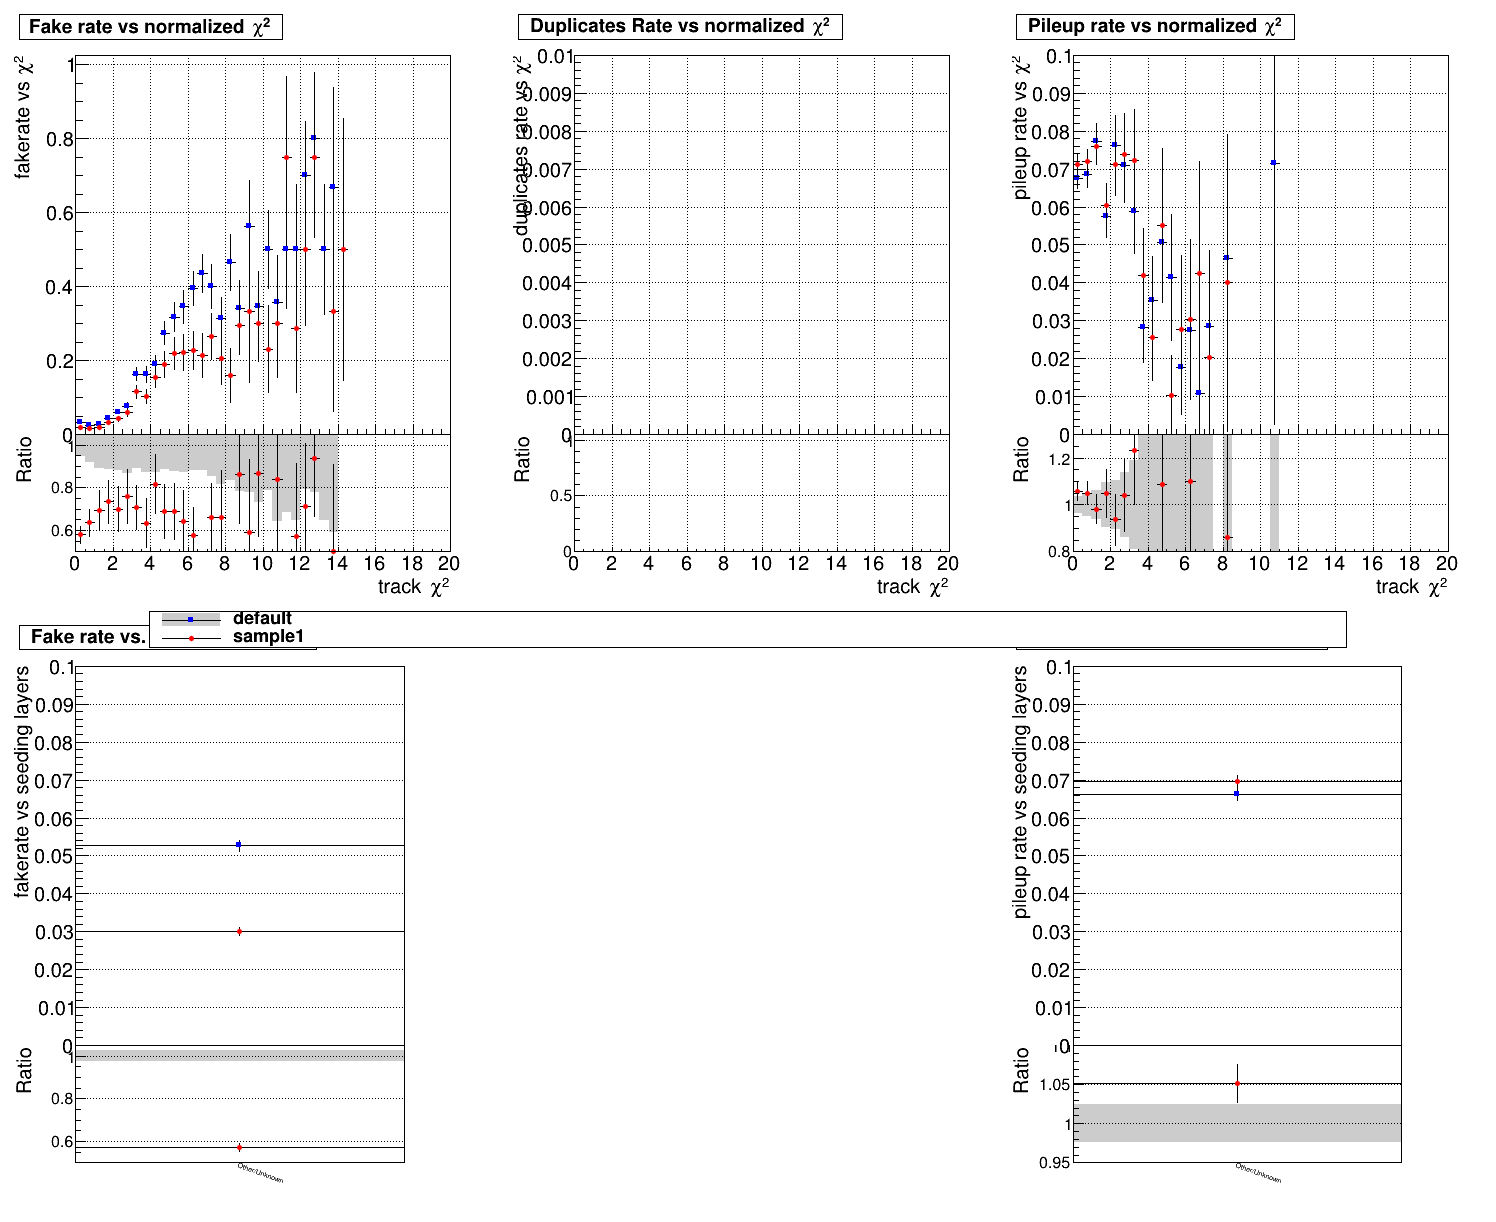 Fake rate vs normalized χ²
fakerate vs χ²
1
0.8
0.6
0.4
0.2
0
Ratio
1
0.8
0.6
0 2 4 6 8 10 12 14 16 18 20
track χ²
Duplicates Rate vs normalized χ²
duplicates rate vs χ²
0.01
0.009
0.008
0.007
0.006
0.005
0.004
0.003
0.002
0.001
0
Ratio
1
0.5
0
0 2 4 6 8 10 12 14 16 18 20
track χ²
Pileup rate vs normalized χ²
pileup rate vs χ²
0.1
0.09
0.08
0.07
0.06
0.05
0.04
0.03
0.02
0.01
0
Ratio
1.2
1
0.8
0 2 4 6 8 10 12 14 16 18 20
track χ²
default
sample1
Fake rate vs.
fakerate vs seeding layers
0.1
0.09
0.08
0.07
0.06
0.05
0.04
0.03
0.02
0.01
0
Ratio
1
0.8
0.6
Other/Unknown
pileup rate vs seeding layers
0.1
0.09
0.08
0.07
0.06
0.05
0.04
0.03
0.02
0.01
0
Ratio
1.05
1
0.95
Other/Unknown